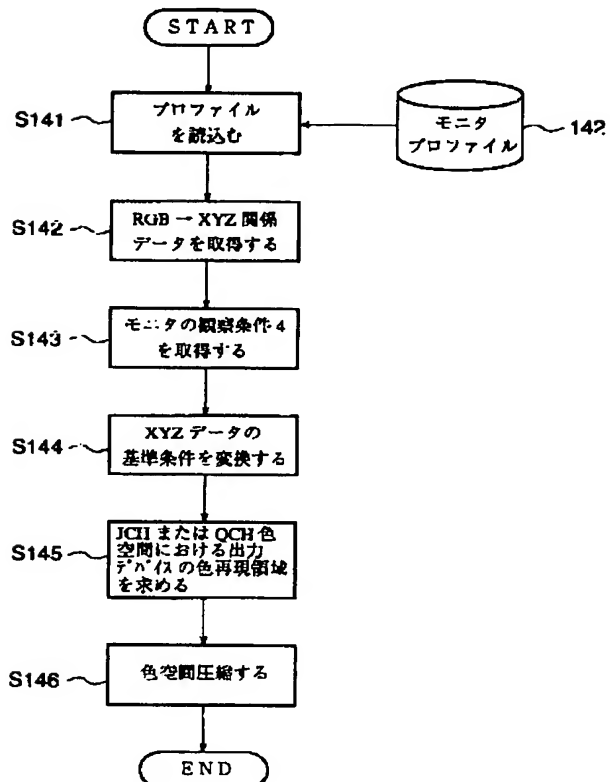 START
S141
プロファイル
を読込む
モニタ
プロファイル
142
S142
RGB → XYZ 関係
データを取得する
S143
モニタの観察条件 4
を取得する
S144
XYZ データの
基準条件を変換する
S145
JCH または QCH 色
空間における出力
デバイスの色再現領域
を求める
S146
色空間圧縮する
END